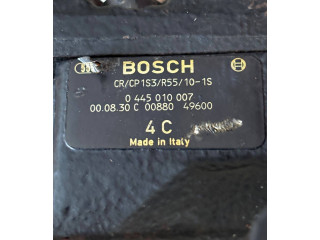 BOSCH
CR/CP1S3/R55/10-1S
0 445 010 007
00.08.30 C 00880 49600
4 C
Made in Italy